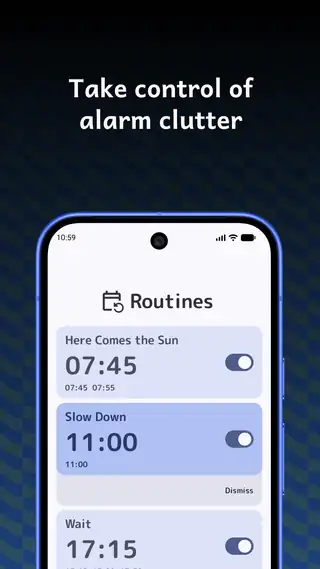 Take control of
alarm clutter
10:59
Routines
Here Comes the Sun
07:45
07:45 07:55
Slow Down
11:00
11:00
Dismiss
Wait
17:15